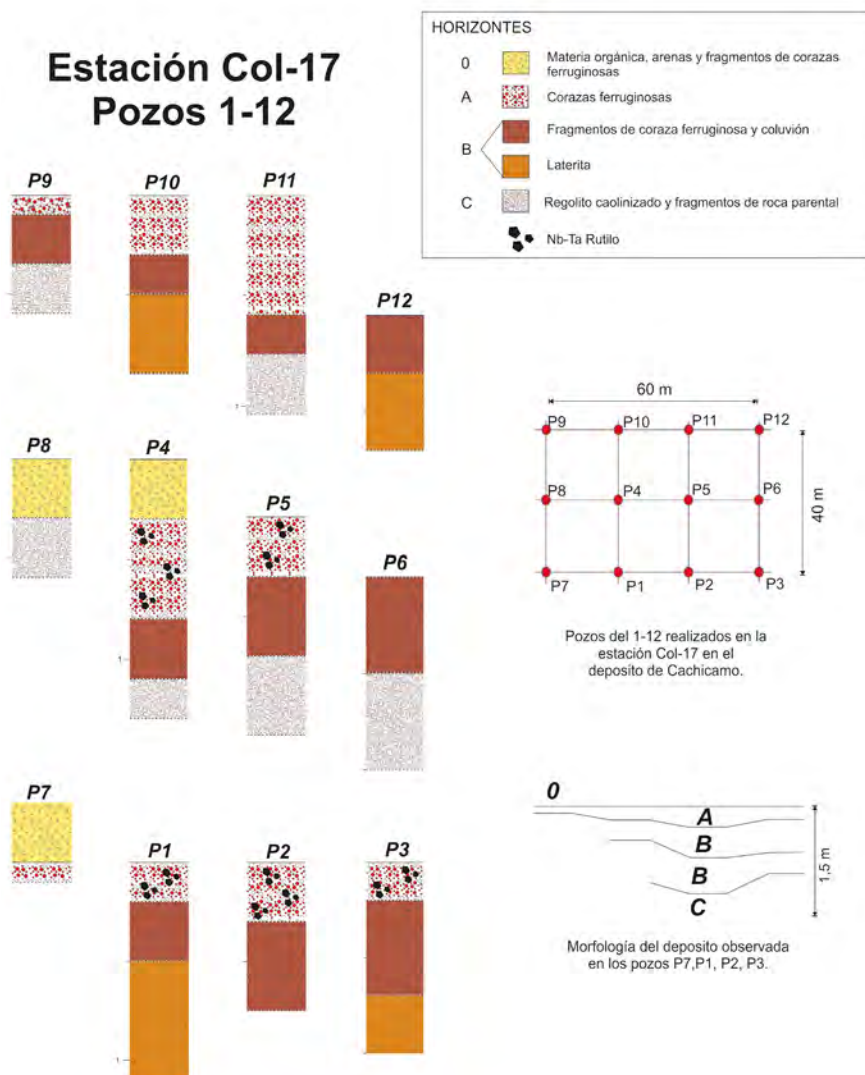 Estación Col-17
Pozos 1-12
HORIZONTES
0 Materia orgánica, arenas y fragmentos de corazas
ferruginosas
A Corazas ferruginosas
B Fragmentos de coraza ferruginosa y coluvión
Laterita
C Regolito caolinizado y fragmentos de roca parental
Nb-Ta Rutilo
P9 P10 P11
P12
1
P8 P4
P5
P6
1
P7
P1 P2 P3
1
60 m
P9 P10 P11 P12
P8 P4 P5 P6
P7 P1 P2 P3
40 m
Pozos del 1-12 realizados en la
estación Col-17 en el
deposito de Cachicamo.
0
A
B
B
C
1,5 m
Morfología del deposito observada
en los pozos P7,P1, P2, P3.